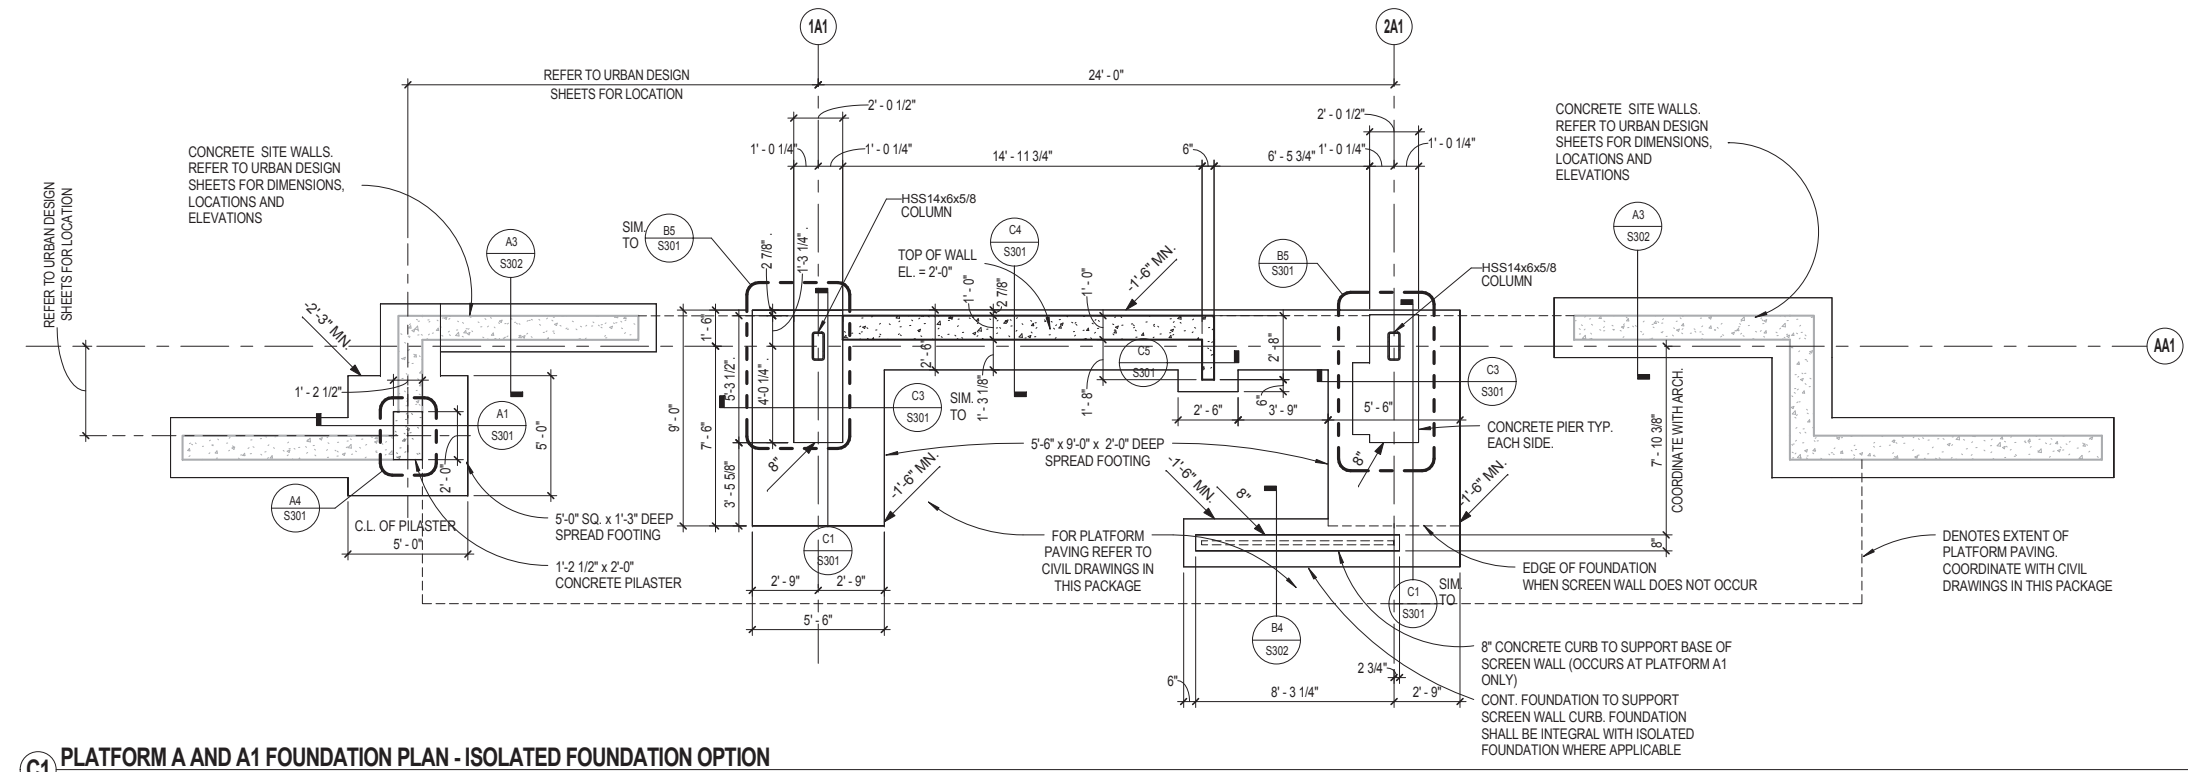 1A1
2A1
REFER TO URBAN DESIGN
SHEETS FOR LOCATION
24' - 0"
2' - 0 1/2"
2' - 0 1/2"
1' - 0 1/4"
1' - 0 1/4"
14' - 11 3/4"
6"
6' - 5 3/4"
1' - 0 1/4"
1' - 0 1/4"
CONCRETE SITE WALLS.
REFER TO URBAN DESIGN
SHEETS FOR DIMENSIONS,
LOCATIONS AND
ELEVATIONS
CONCRETE SITE WALLS.
REFER TO URBAN DESIGN
SHEETS FOR DIMENSIONS,
LOCATIONS AND
ELEVATIONS
REFER TO URBAN DESIGN
SHEETS FOR LOCATION
A3
S302
SIM.
TO
B5
S301
2 7/8" .
1'-3 1/4" .
HSS14x6x5/8
COLUMN
TOP OF WALL
EL. = 2'-0"
C4
S301
1' - 0"
2 7/8"
1' - 0"
-1'-6" MN.
B5
S301
HSS14x6x5/8
COLUMN
A3
S302
AA1
-2'-3" MN.
1' - 2 1/2"
A1
S301
2' - 0"
5' - 0"
A4
S301
C.L. OF PILASTER
5' - 0"
5'-0" SQ. x 1'-3" DEEP
SPREAD FOOTING
1'-2 1/2" x 2'-0"
CONCRETE PILASTER
9' - 0"
1' - 6"
7' - 6"
5'-3 1/2" .
4'-0 1/4" .
3' - 5 5/8"
8"
C3
S301
SIM.
TO
2' - 6"
1' - 3 1/8"
1' - 8"
C5
S301
2' - 8"
6"
2' - 6"
3' - 9"
5' - 6"
C3
S301
8"
CONCRETE PIER TYP.
EACH SIDE.
7' - 10 3/8"
COORDINATE WITH ARCH.
8"
5'-6" x 9'-0" x 2'-0" DEEP
SPREAD FOOTING
-1'-6" MN.
-1'-6" MN.
8"
-1'-6" MN.
C1
S301
2' - 9"
2' - 9"
5' - 6"
FOR PLATFORM
PAVING REFER TO
CIVIL DRAWINGS IN
THIS PACKAGE
EDGE OF FOUNDATION
WHEN SCREEN WALL DOES NOT OCCUR
DENOTES EXTENT OF
PLATFORM PAVING.
COORDINATE WITH CIVIL
DRAWINGS IN THIS PACKAGE
C1
S301
SIM.
TO
B4
S302
2 3/4"
6"
8' - 3 1/4"
2' - 9"
8" CONCRETE CURB TO SUPPORT BASE OF
SCREEN WALL (OCCURS AT PLATFORM A1
ONLY)
CONT. FOUNDATION TO SUPPORT
SCREEN WALL CURB. FOUNDATION
SHALL BE INTEGRAL WITH ISOLATED
FOUNDATION WHERE APPLICABLE
C1
PLATFORM A AND A1 FOUNDATION PLAN - ISOLATED FOUNDATION OPTION